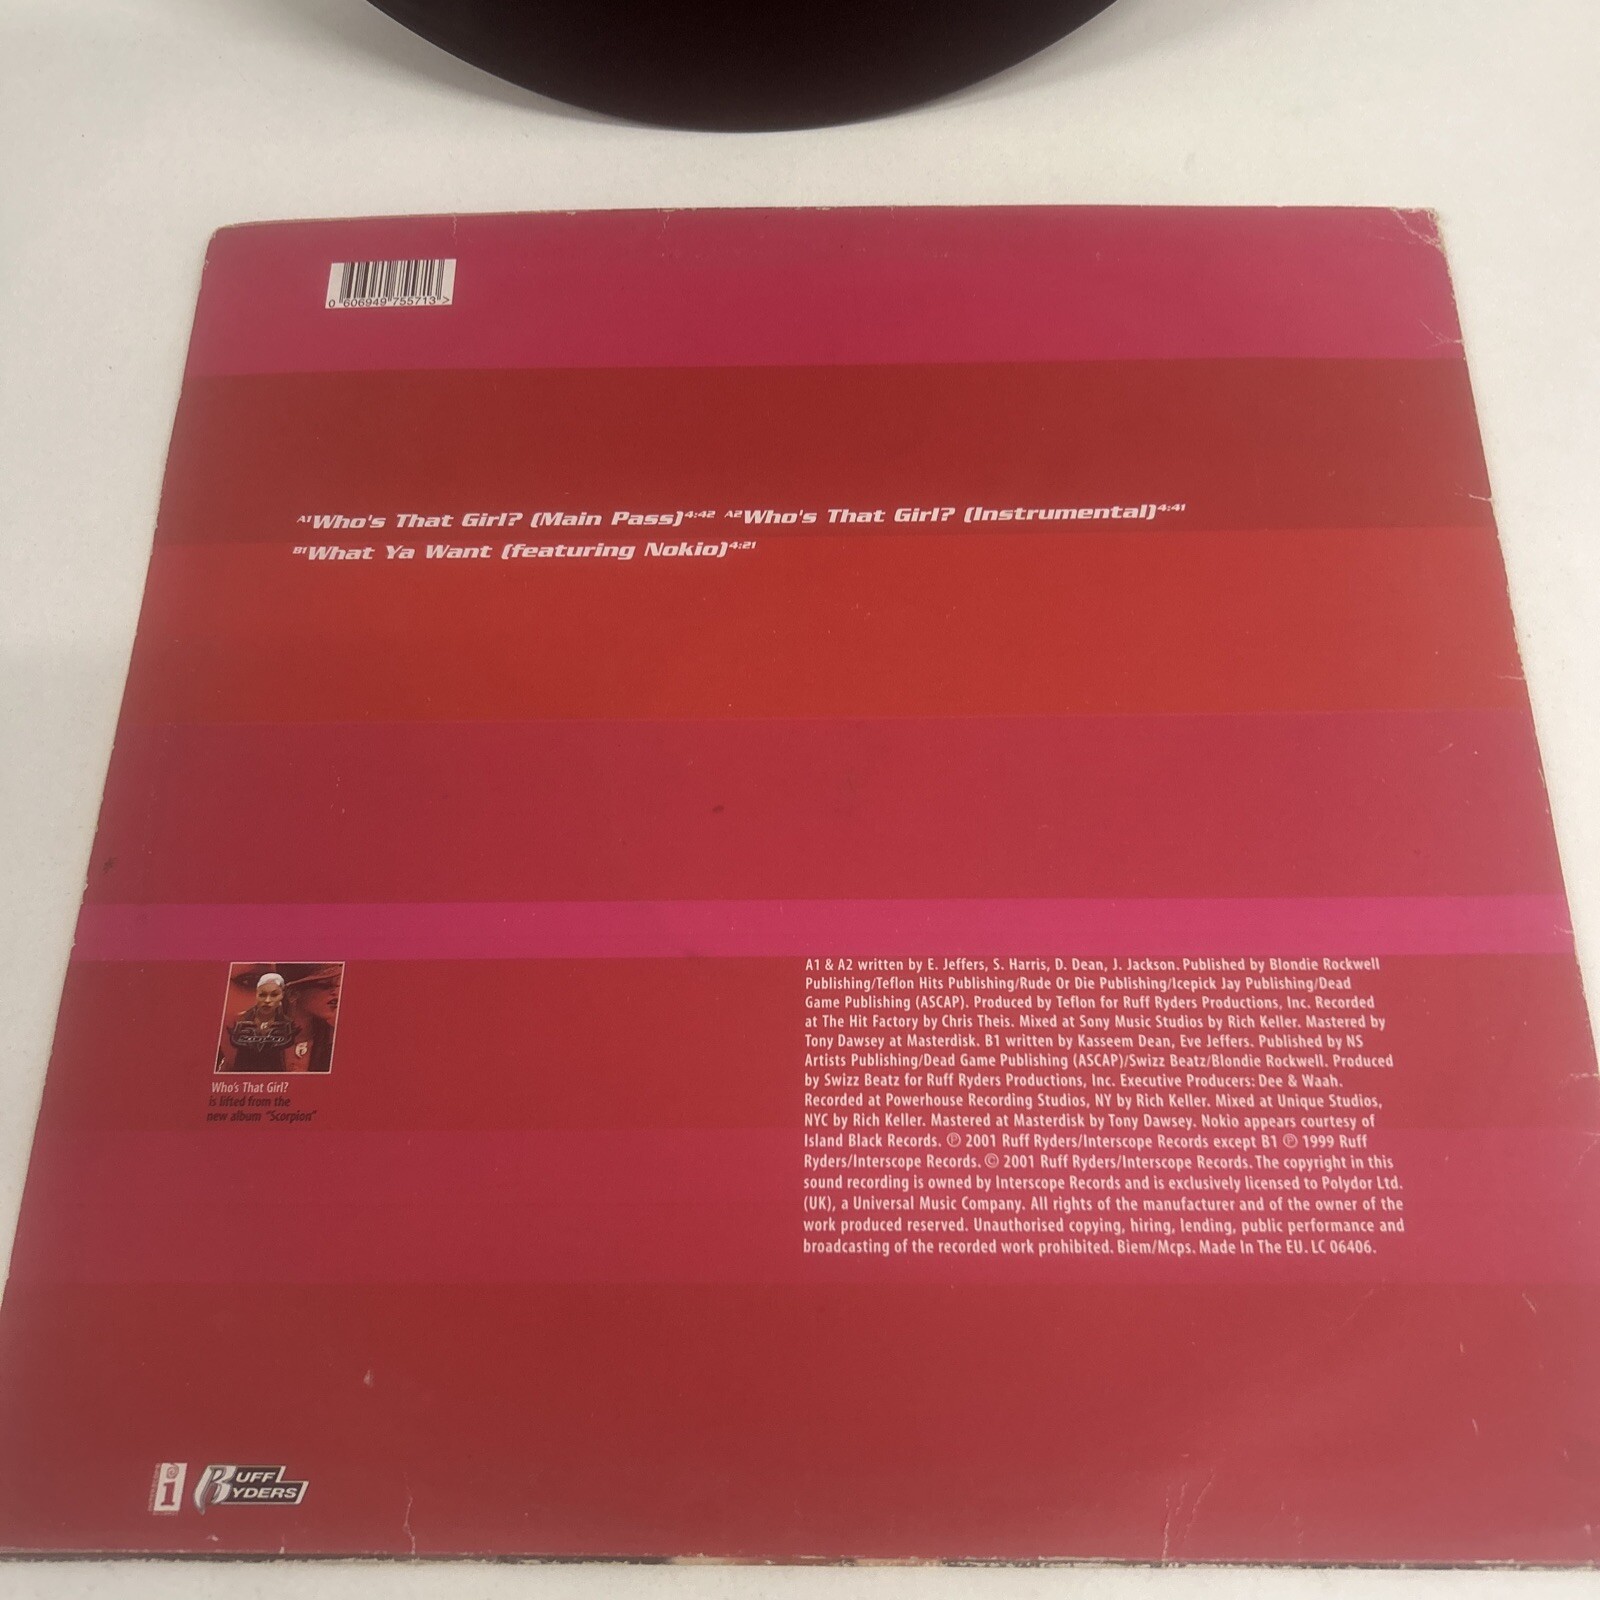 0 606949 755713 >
A1 Who's That Girl? (Main Pass) 4:42 A2 Who's That Girl? (Instrumental) 4:41
B1 What Ya Want (featuring Nokio) 4:21
A1 & A2 written by E. Jeffers, S. Harris, D. Dean, J. Jackson. Published by Blondie Rockwell
Publishing/Teflon Hits Publishing/Rude Or Die Publishing/Icepick Jay Publishing/Dead
Game Publishing (ASCAP). Produced by Teflon for Ruff Ryders Productions, Inc. Recorded
at The Hit Factory by Chris Theis. Mixed at Sony Music Studios by Rich Keller. Mastered by
Tony Dawsey at Masterdisk. B1 written by Kasseem Dean, Eve Jeffers. Published by NS
Artists Publishing/Dead Game Publishing (ASCAP)/Swizz Beatz/Blondie Rockwell. Produced
by Swizz Beatz for Ruff Ryders Productions, Inc. Executive Producers: Dee & Waah.
Recorded at Powerhouse Recording Studios, NY by Rich Keller. Mixed at Unique Studios,
NYC by Rich Keller. Mastered at Masterdisk by Tony Dawsey. Nokio appears courtesy of
Island Black Records. ℗ 2001 Ruff Ryders/Interscope Records except B1 ℗ 1999 Ruff
Ryders/Interscope Records. © 2001 Ruff Ryders/Interscope Records. The copyright in this
sound recording is owned by Interscope Records and is exclusively licensed to Polydor Ltd.
(UK), a Universal Music Company. All rights of the manufacturer and of the owner of the
work produced reserved. Unauthorised copying, hiring, lending, public performance and
broadcasting of the recorded work prohibited. Biem/Mcps. Made In The EU. LC 06406.
EVE
Scorpion
Who's That Girl?
is lifted from the
new album "Scorpion"
i
RUFF
RYDERS